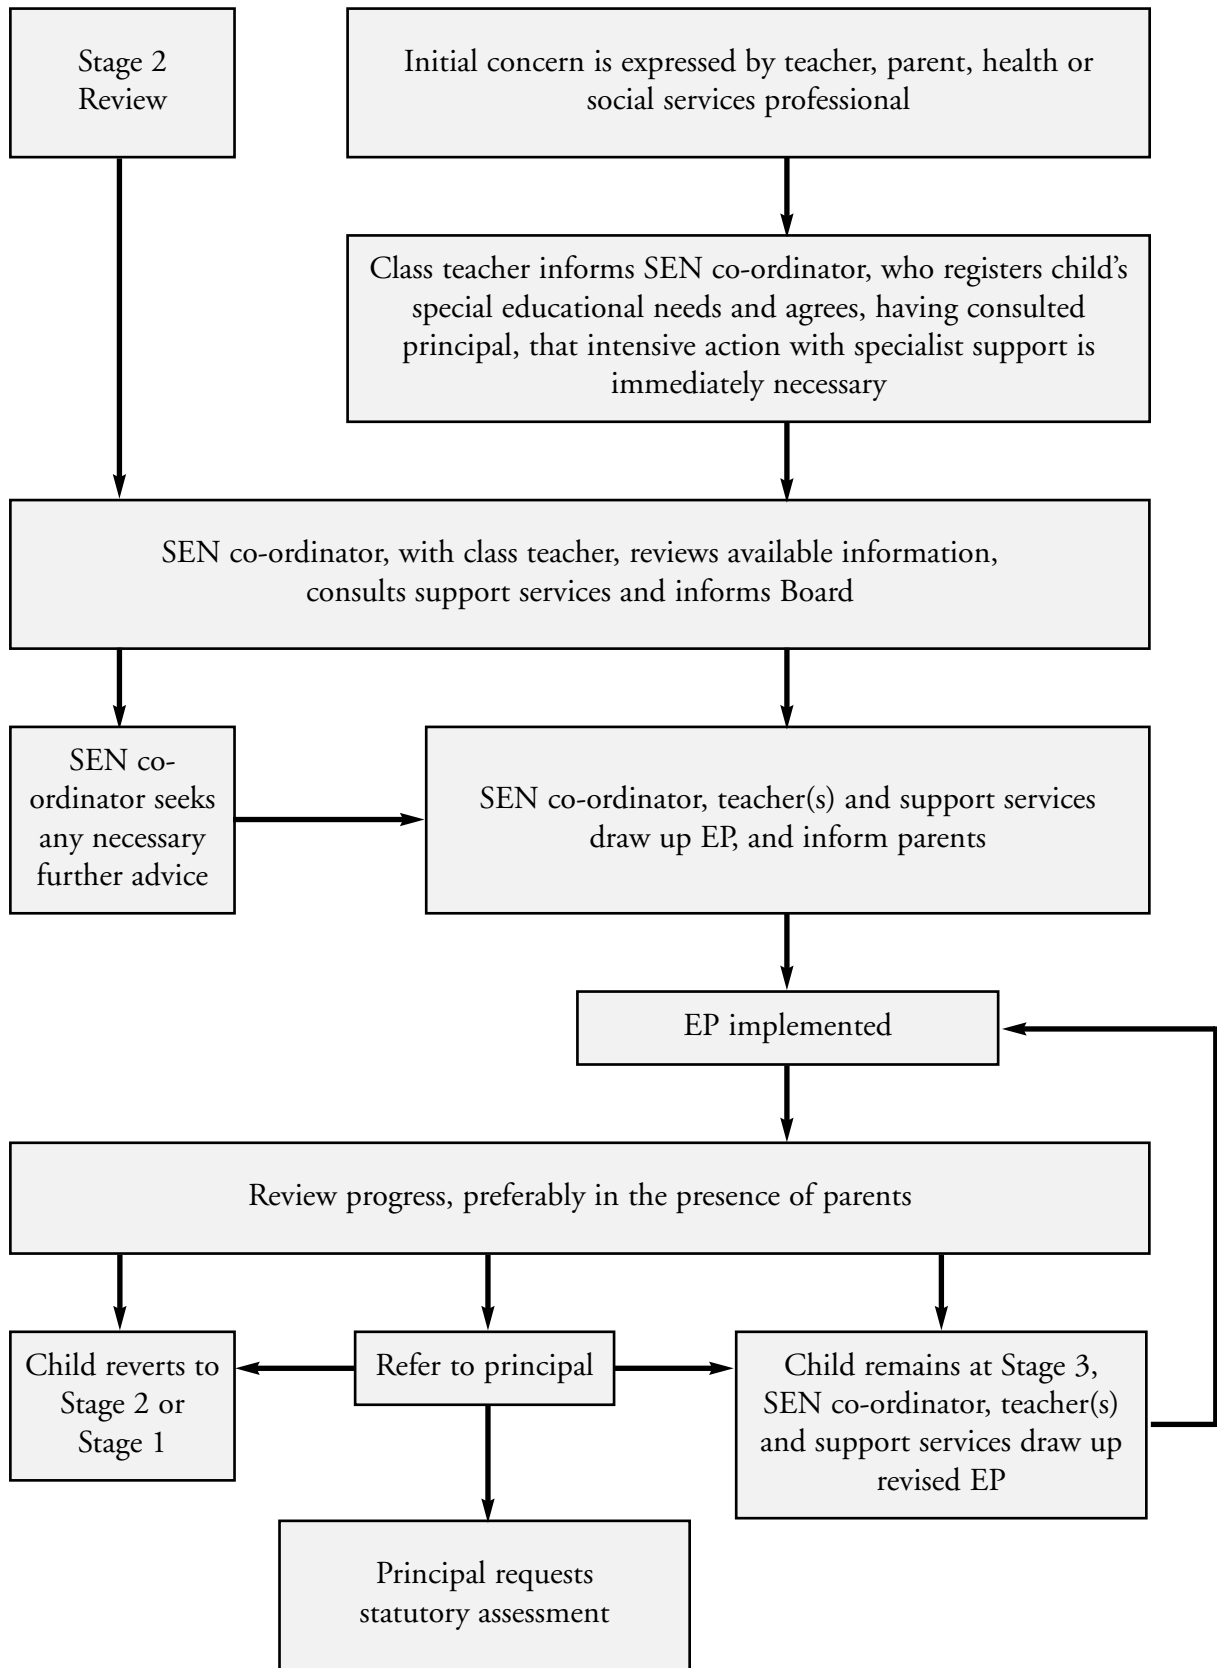 Stage 2
Review
Initial concern is expressed by teacher, parent, health or
social services professional
Class teacher informs SEN co-ordinator, who registers child’s
special educational needs and agrees, having consulted
principal, that intensive action with specialist support is
immediately necessary
SEN co-ordinator, with class teacher, reviews available information,
consults support services and informs Board
SEN co-
ordinator seeks
any necessary
further advice
SEN co-ordinator, teacher(s) and support services
draw up EP, and inform parents
EP implemented
Review progress, preferably in the presence of parents
Child reverts to
Stage 2 or
Stage 1
Refer to principal
Child remains at Stage 3,
SEN co-ordinator, teacher(s)
and support services draw up
revised EP
Principal requests
statutory assessment